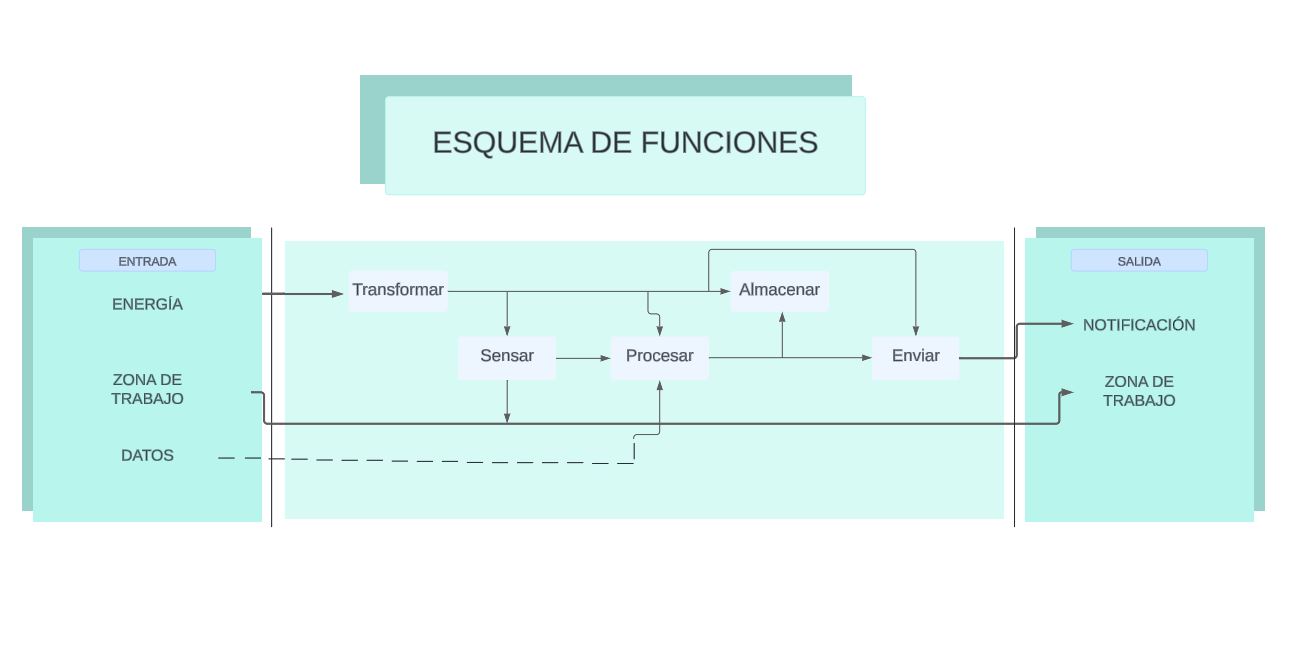 ESQUEMA DE FUNCIONES
ENTRADA
ENERGÍA
ZONA DE
TRABAJO
DATOS
Transformar
Almacenar
Sensar
Procesar
Enviar
SALIDA
NOTIFICACIÓN
ZONA DE
TRABAJO